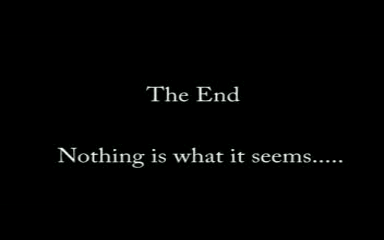 The End
Nothing is what it seems.....